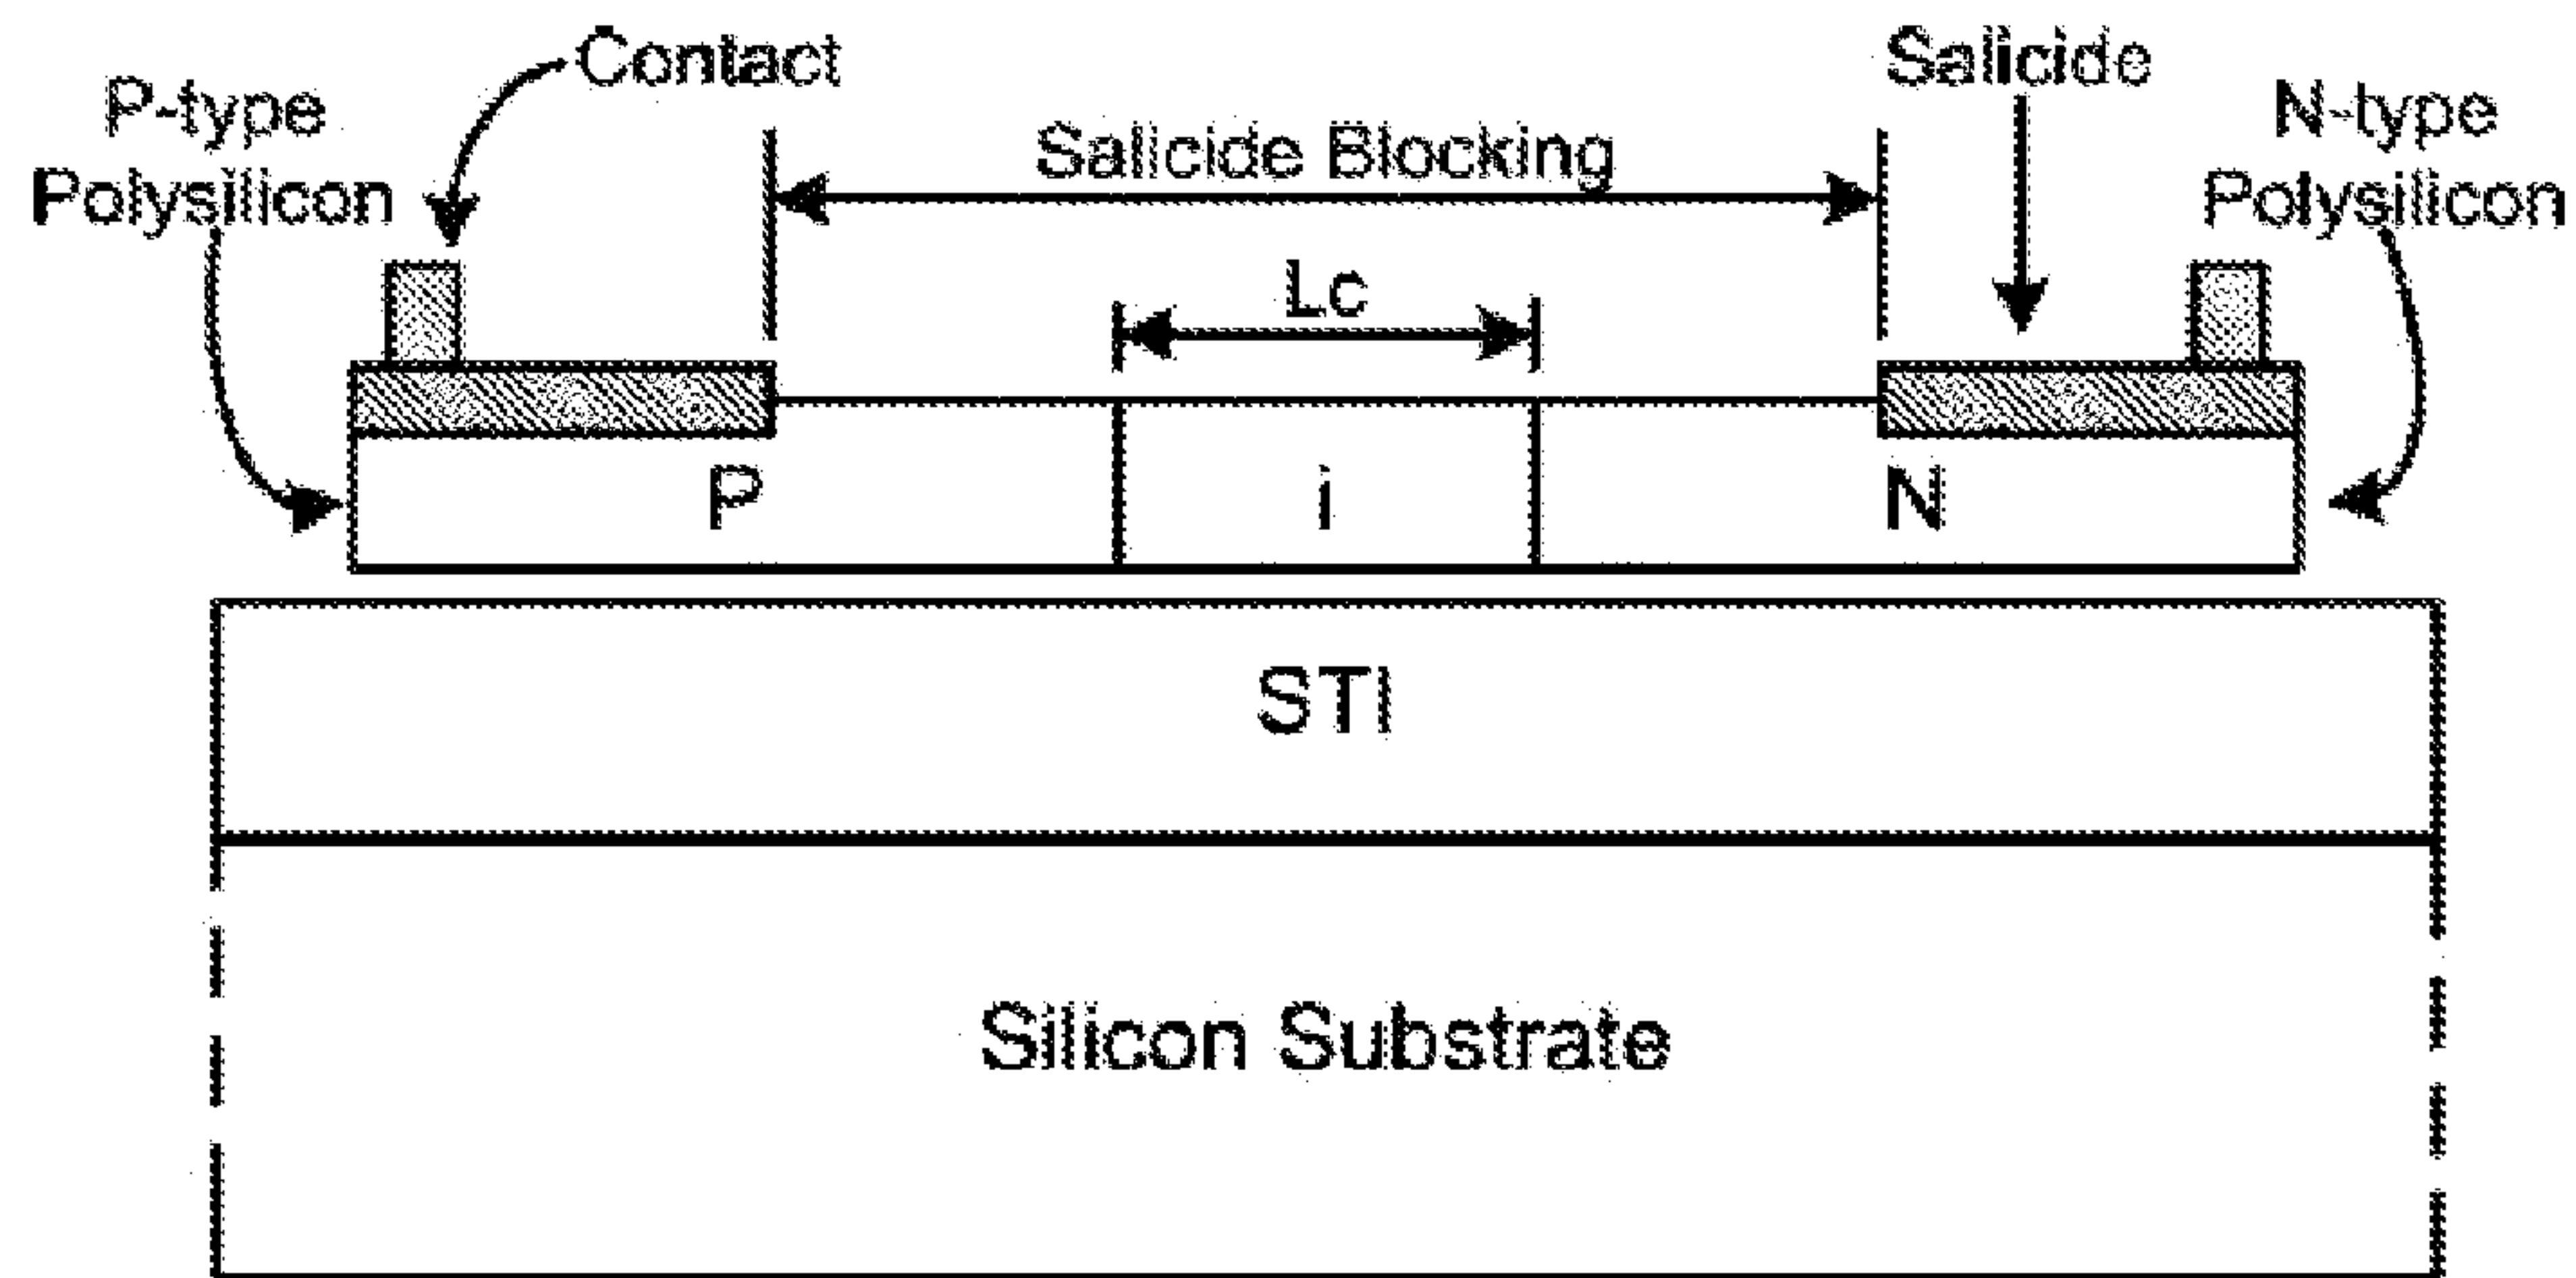 Contact
Salicide
P-type
Polysilicon
Salicide Blocking
N-type
Polysilicon
Lc
P
i
N
STI
Silicon Substrate